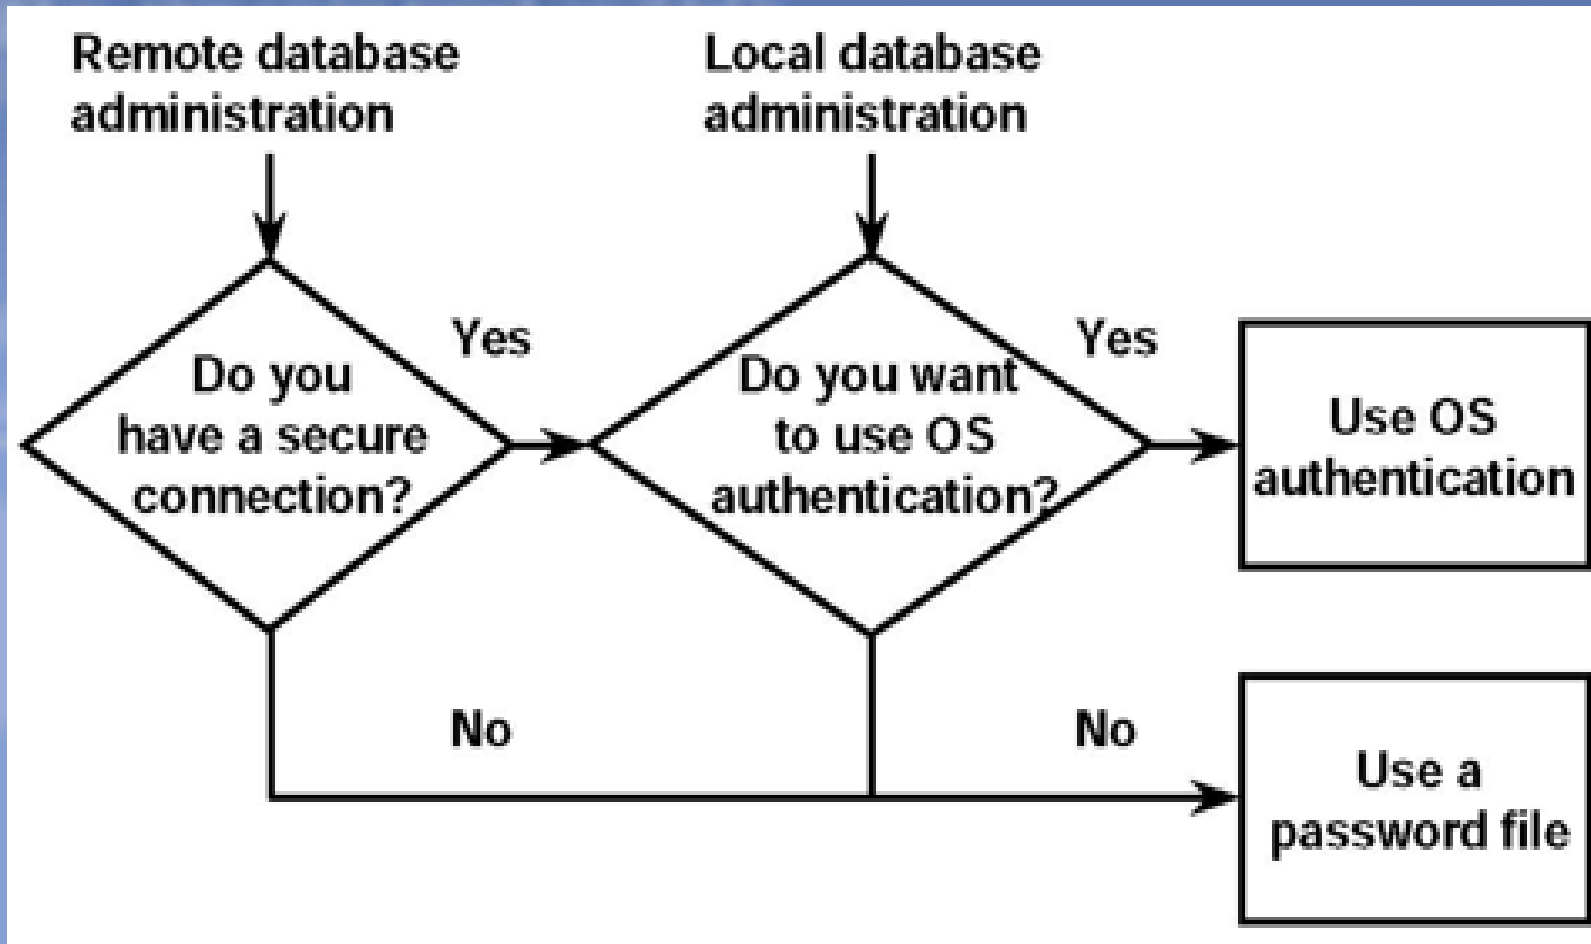 Remote database
administration
Local database
administration
Yes
Do you
have a secure
connection?
Yes
Do you want
to use OS
authentication?
Use OS
authentication
No
No
Use a
password file